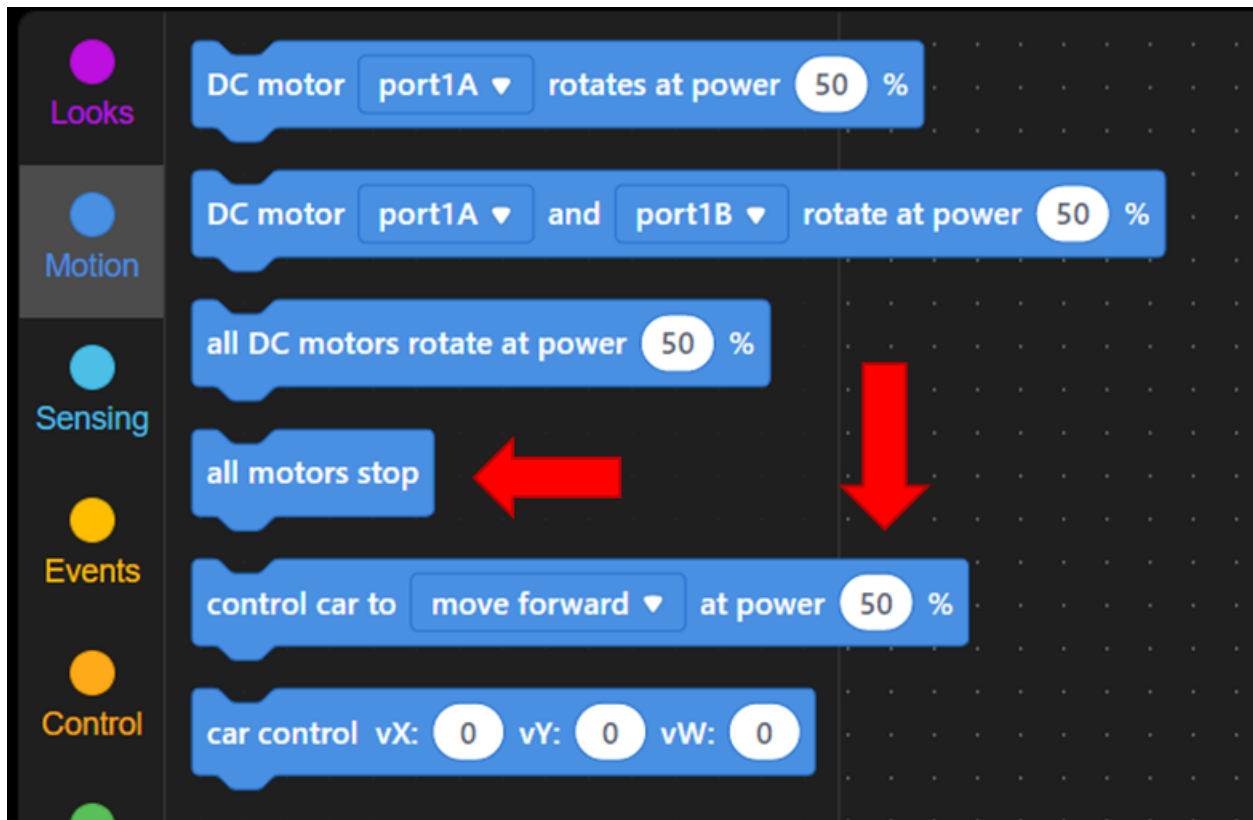 Looks
Motion
Sensing
Events
Control
DC motor port1A rotates at power 50 %
DC motor port1A and port1B rotate at power 50 %
all DC motors rotate at power 50 %
all motors stop
control car to move forward at power 50 %
car control vX: 0 vY: 0 vW: 0